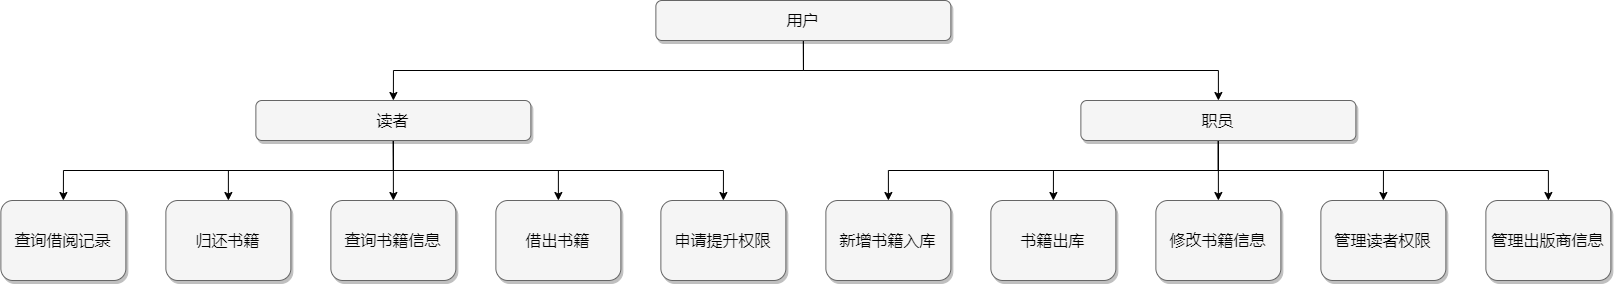 用户
读者
职员
查询借阅记录
归还书籍
查询书籍信息
借出书籍
申请提升权限
新增书籍入库
书籍出库
修改书籍信息
管理读者权限
管理出版商信息